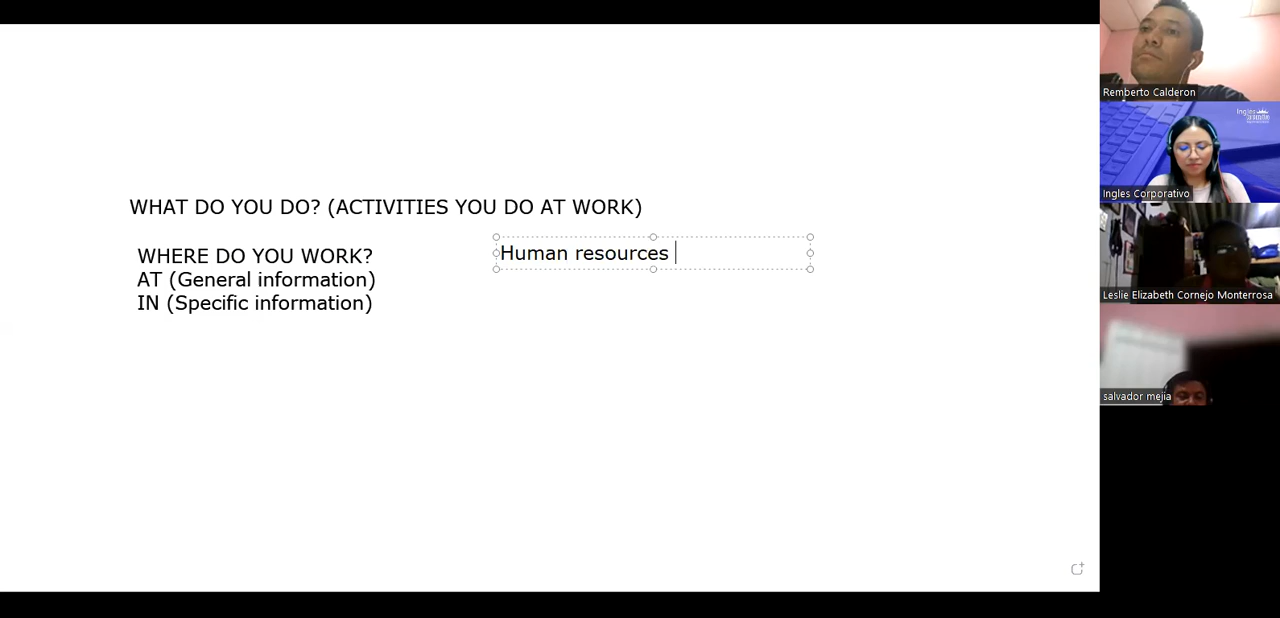 WHAT DO YOU DO? (ACTIVITIES YOU DO AT WORK)
WHERE DO YOU WORK?
AT (General information)
IN (Specific information)
Human resources
Remberto Calderon
Ingles
Ingles Corporativo
Leslie Elizabeth Cornejo Monterrosa
salvador mejia